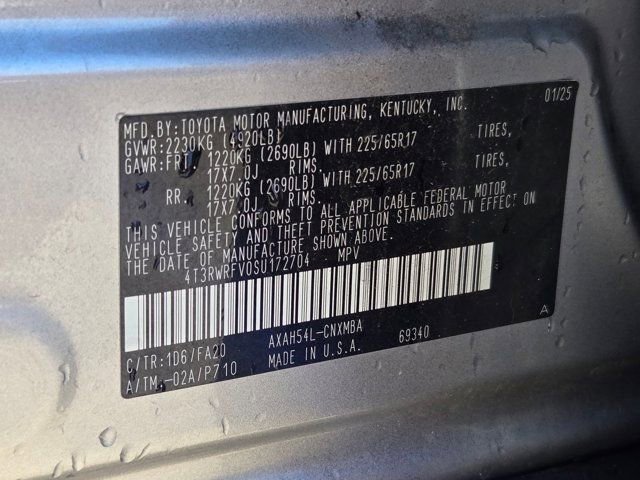 MFD.BY:TOYOTA MOTOR MANUFACTURING, KENTUCKY, INC. 01/25
GVWR:2230KG (4920LB)
GAWR:FRT. 1220KG (2690LB) WITH 225/65R17 TIRES,
17X7.0J RIMS.
RR. 1220KG (2690LB) WITH 225/65R17 TIRES,
17X7.0J RIMS.
THIS VEHICLE CONFORMS TO ALL APPLICABLE FEDERAL MOTOR
VEHICLE SAFETY AND THEFT PREVENTION STANDARDS IN EFFECT ON
THE DATE OF MANUFACTURE SHOWN ABOVE.
4T3RWRFV0SU172704 MPV
C/TR:1D6/FA20 AXAH54L-CNXMBA 69340 A
A/TM:-02A/P710 MADE IN U.S.A.